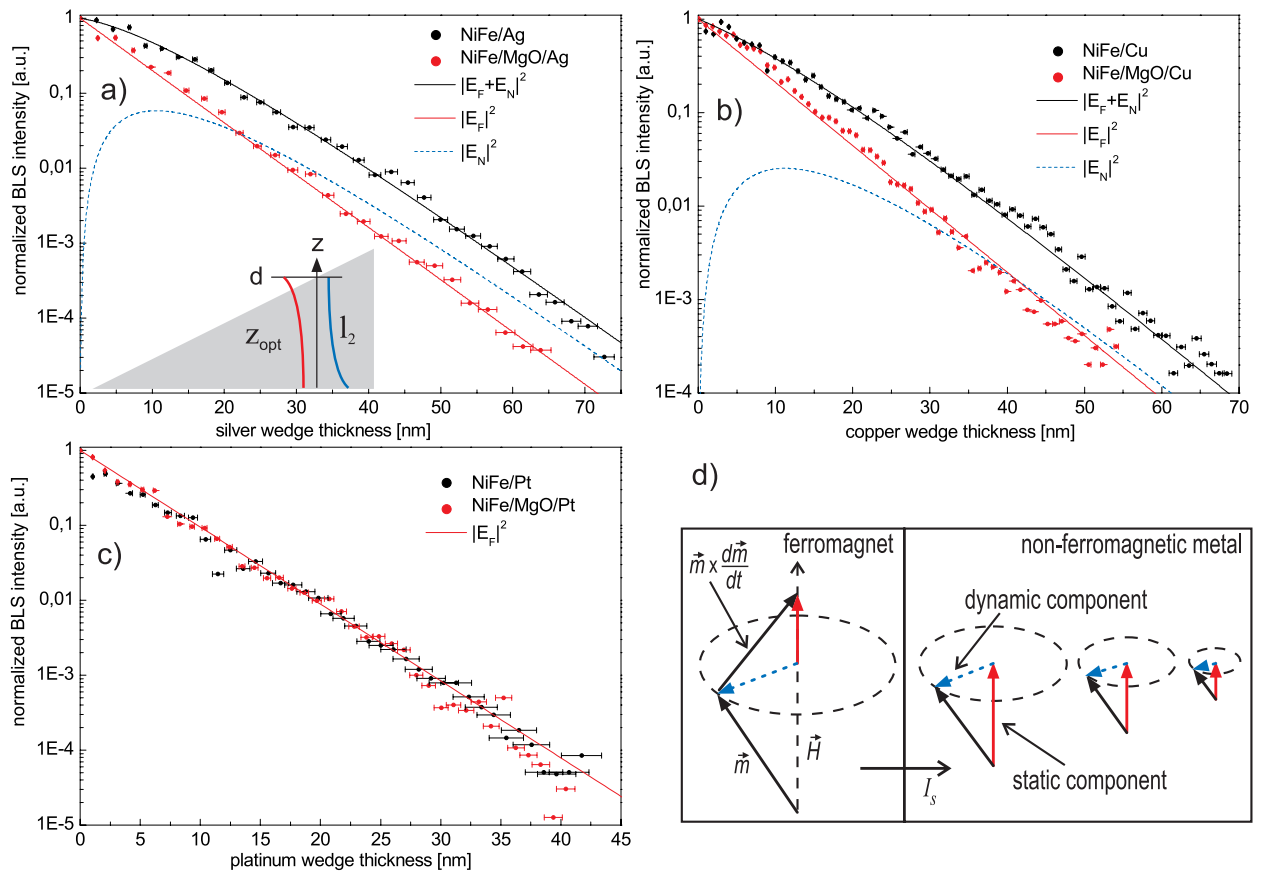 normalized BLS intensity [a.u.]
1
0,1
0,01
1E-3
1E-4
1E-5
a)
NiFe/Ag
NiFe/MgO/Ag
|E_F+E_N|^2
|E_F|^2
|E_N|^2
z
d
z_opt
l_2
0 10 20 30 40 50 60 70
silver wedge thickness [nm]
normalized BLS intensity [a.u.]
1
0,1
0,01
1E-3
1E-4
b)
NiFe/Cu
NiFe/MgO/Cu
|E_F+E_N|^2
|E_F|^2
|E_N|^2
0 10 20 30 40 50 60 70
copper wedge thickness [nm]
normalized BLS intensity [a.u.]
1
0,1
0,01
1E-3
1E-4
1E-5
c)
NiFe/Pt
NiFe/MgO/Pt
|E_F|^2
0 5 10 15 20 25 30 35 40 45
platinum wedge thickness [nm]
d)
ferromagnet
non-ferromagnetic metal
m⃗ x dm⃗/dt
dynamic component
m⃗
H⃗
I_s
static component